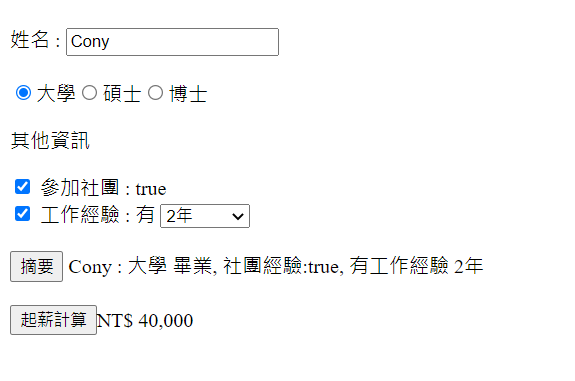 姓名 : Cony
大學 碩士 博士
其他資訊
參加社團 : true
工作經驗 : 有 2年
摘要 Cony : 大學 畢業, 社團經驗:true, 有工作經驗 2年
起薪計算 NT$ 40,000